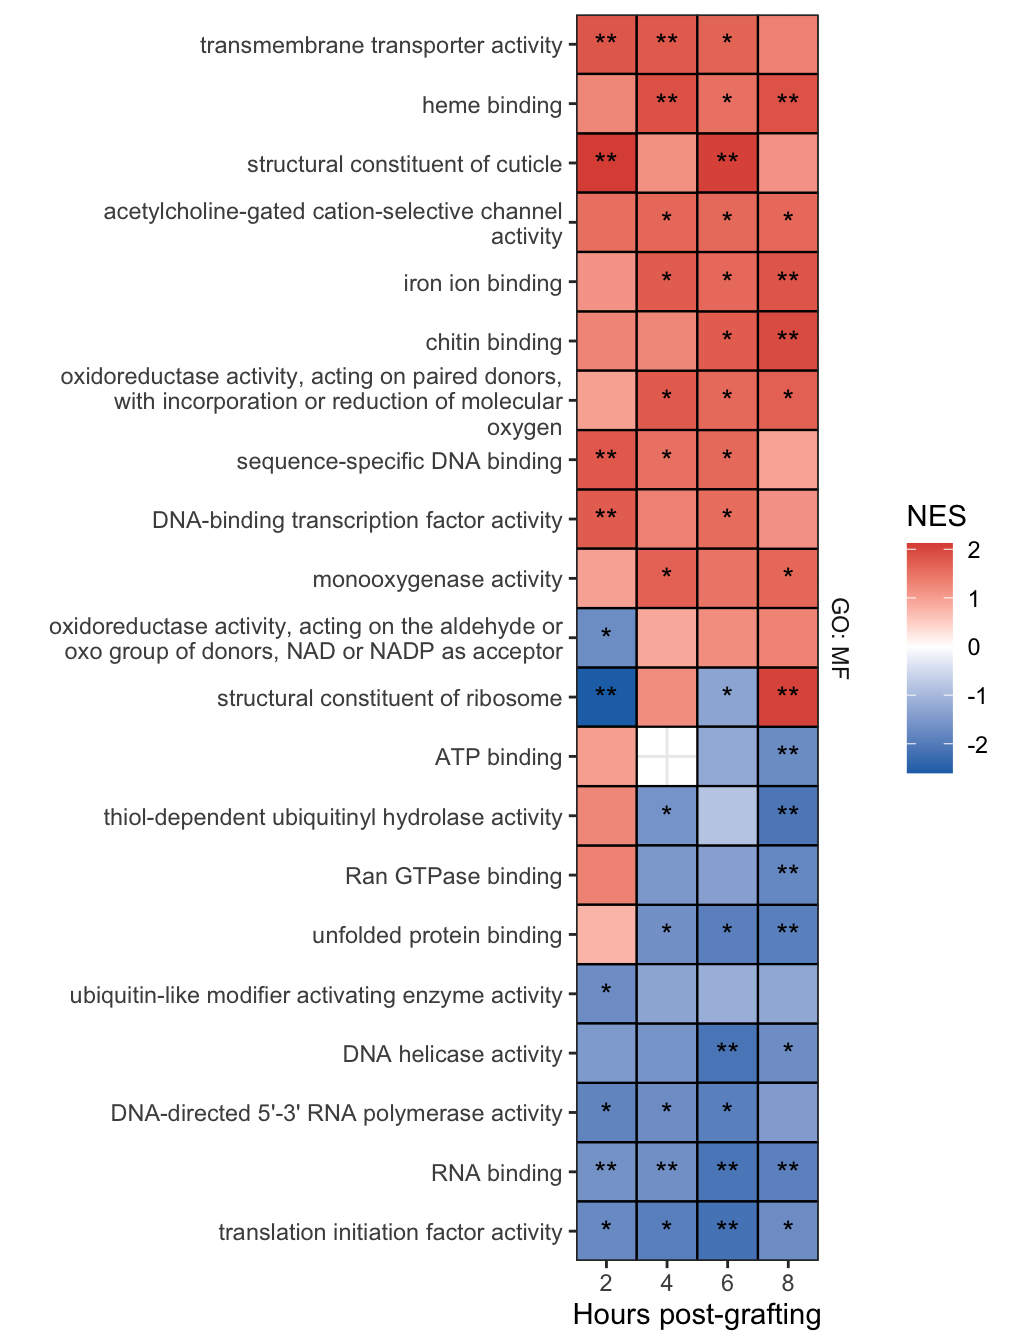 transmembrane transporter activity
** ** *
heme binding
** * **
structural constituent of cuticle
** **
acetylcholine-gated cation-selective channel
activity
* * *
iron ion binding
* * **
chitin binding
* **
oxidoreductase activity, acting on paired donors,
with incorporation or reduction of molecular
oxygen
* * *
sequence-specific DNA binding
** * *
DNA-binding transcription factor activity
** *
monooxygenase activity
* *
oxidoreductase activity, acting on the aldehyde or
oxo group of donors, NAD or NADP as acceptor
*
structural constituent of ribosome
** * **
ATP binding
**
thiol-dependent ubiquitinyl hydrolase activity
* **
Ran GTPase binding
**
unfolded protein binding
* * **
ubiquitin-like modifier activating enzyme activity
*
DNA helicase activity
** *
DNA-directed 5'-3' RNA polymerase activity
* * *
RNA binding
** ** ** **
translation initiation factor activity
* * ** *
2 4 6 8
Hours post-grafting
GO: MF
NES
2
1
0
-1
-2